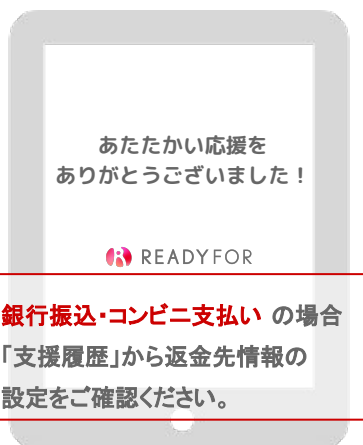 あたたかい応援を
ありがとうございました！
READYFOR
銀行振込・コンビニ支払い の場合
「支援履歴」から返金先情報の
設定をご確認ください。